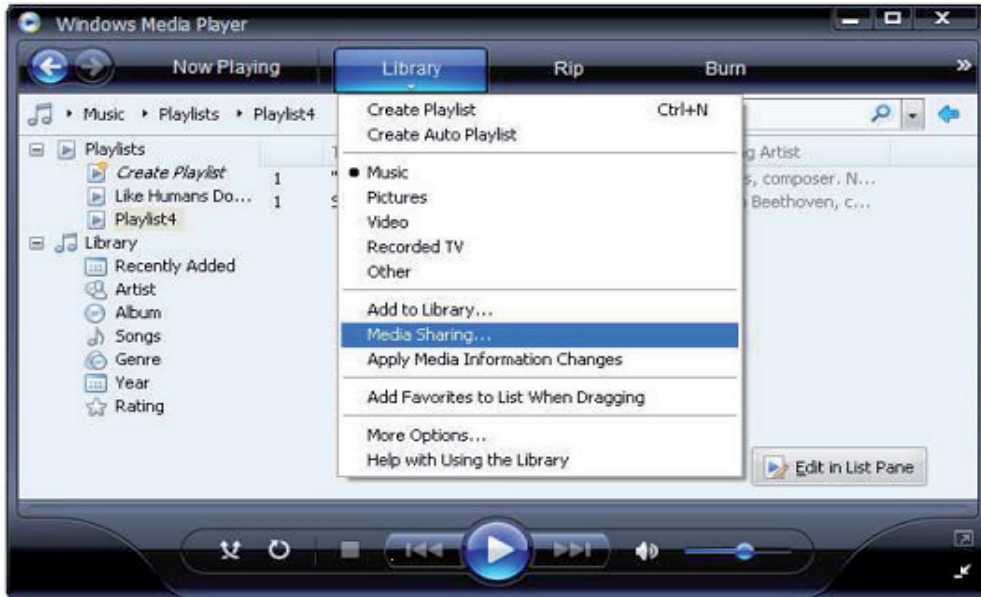 Windows Media Player
Now Playing Library Rip Burn
Music Playlists Playlist4
Create Playlist Ctrl+N
Create Auto Playlist
Music
Pictures
Video
Recorded TV
Other
Add to Library...
Media Sharing...
Apply Media Information Changes
Add Favorites to List When Dragging
More Options...
Help with Using the Library
Playlists
Create Playlist
Like Humans Do...
Playlist4
Library
Recently Added
Artist
Album
Songs
Genre
Year
Rating
1
1
Artist
composer. N...
Beethoven, c...
Edit in List Pane